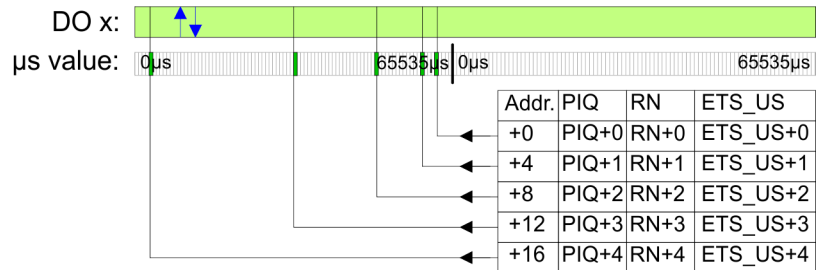 DO x:
µs value: 0µs 65535µs 0µs 65535µs
Addr. PIQ RN ETS_US
+0 PIQ+0 RN+0 ETS_US+0
+4 PIQ+1 RN+1 ETS_US+1
+8 PIQ+2 RN+2 ETS_US+2
+12 PIQ+3 RN+3 ETS_US+3
+16 PIQ+4 RN+4 ETS_US+4